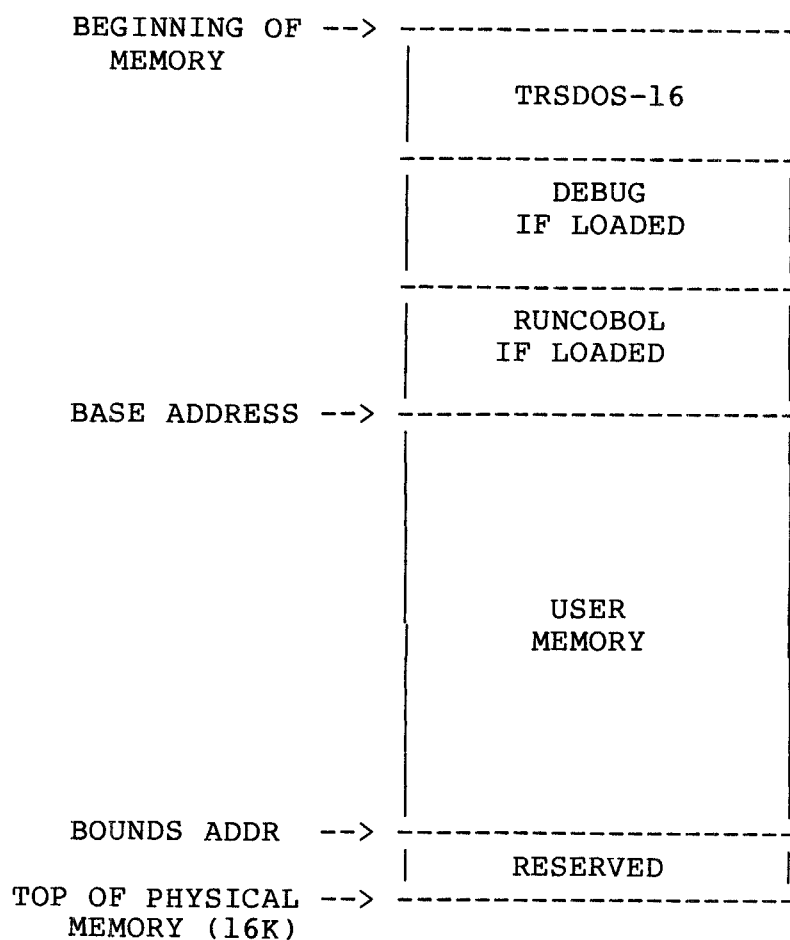 BEGINNING OF -->
MEMORY
TRSDOS-16
DEBUG
IF LOADED
RUNCOBOL
IF LOADED
BASE ADDRESS -->
USER
MEMORY
BOUNDS ADDR -->
RESERVED
TOP OF PHYSICAL -->
MEMORY (16K)